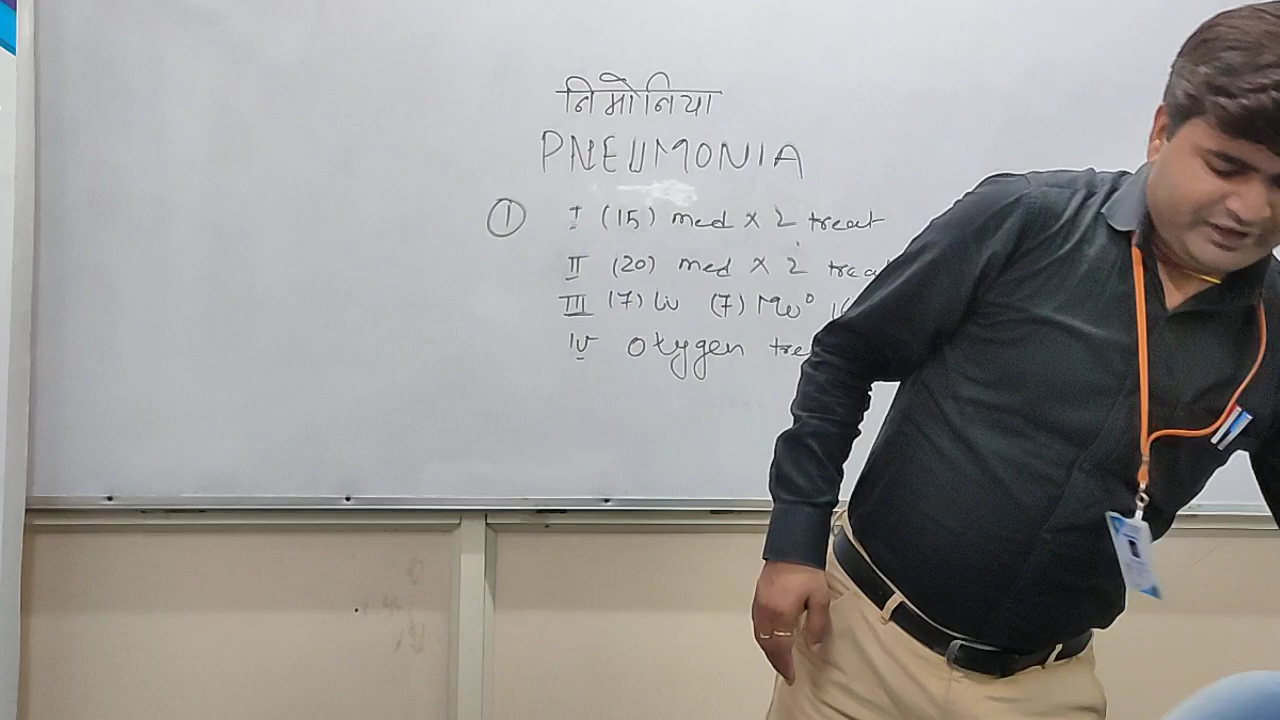 निमोनिया
PNEUMONIA
① I (15) med x 2 treat
II (20) med x 2
III (7) (7)
IV Oxygen